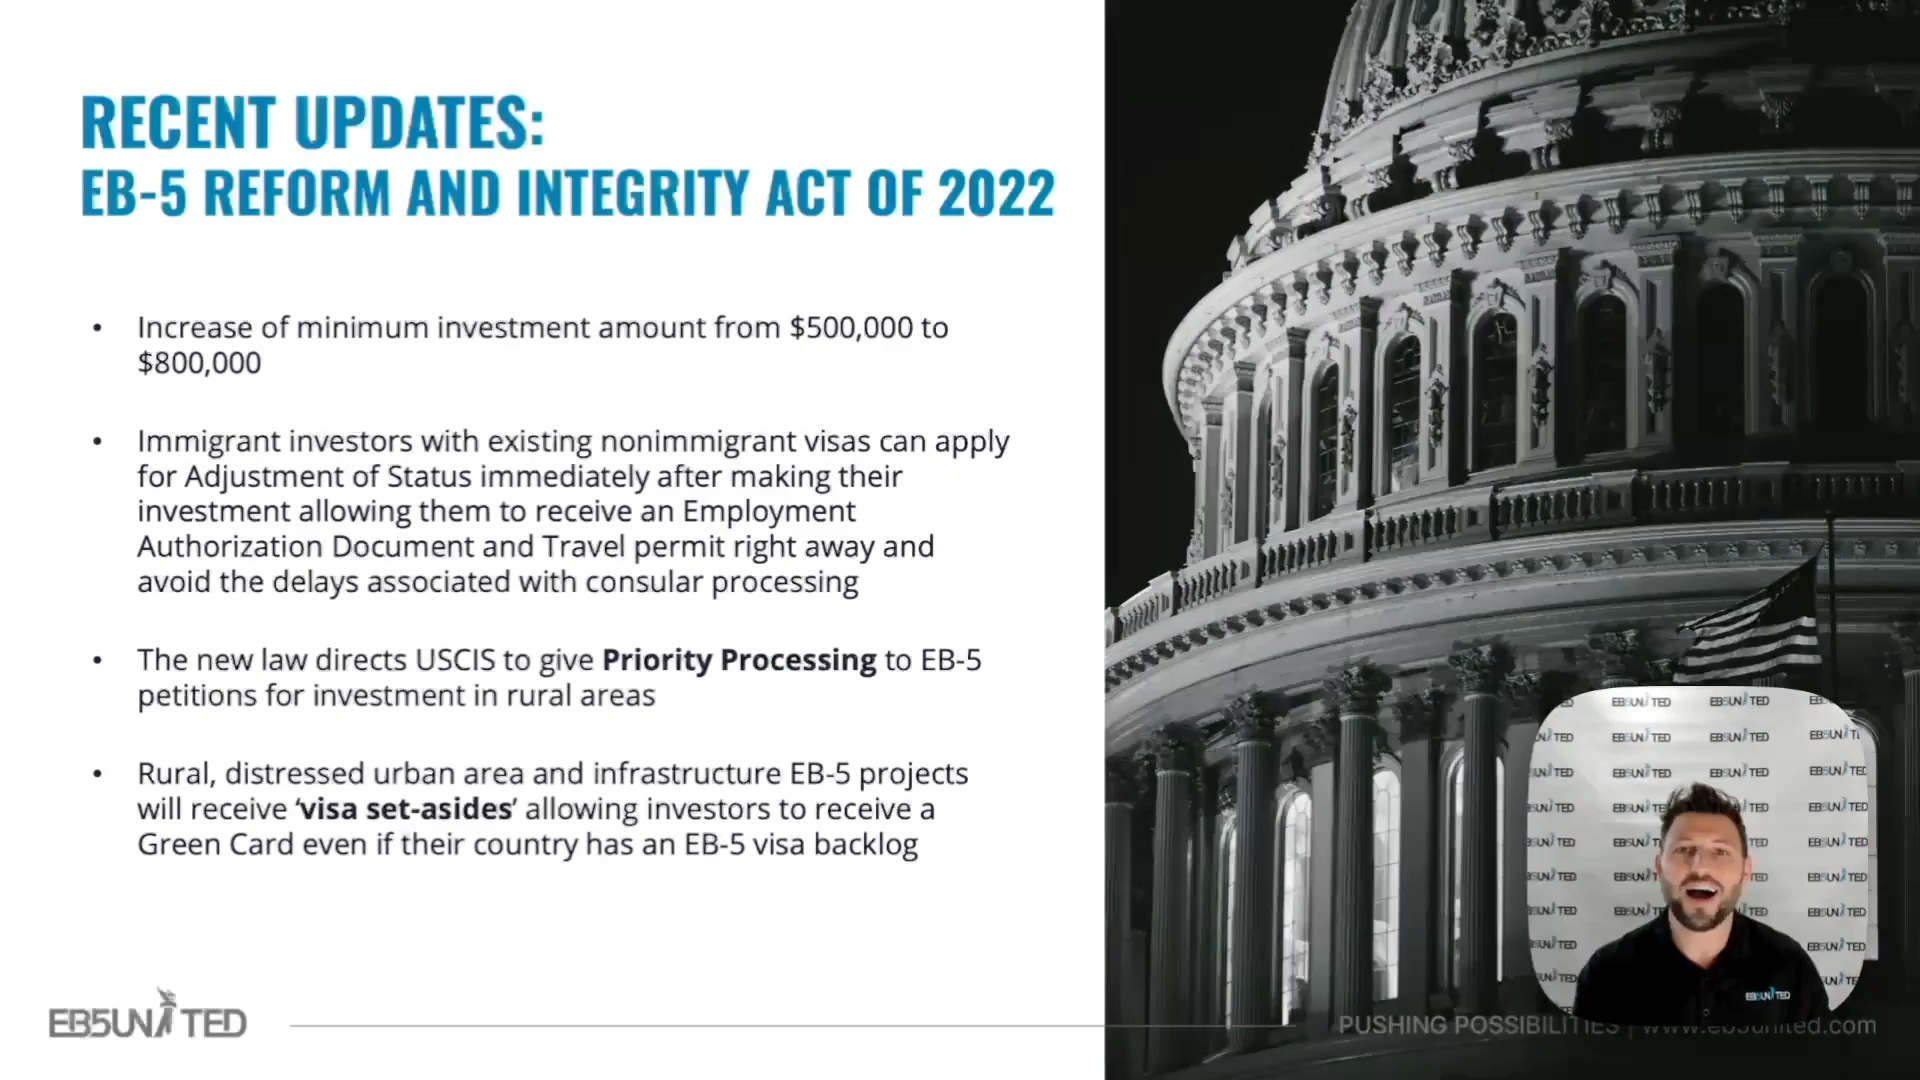 RECENT UPDATES:
EB-5 REFORM AND INTEGRITY ACT OF 2022
• Increase of minimum investment amount from $500,000 to
$800,000
• Immigrant investors with existing nonimmigrant visas can apply
for Adjustment of Status immediately after making their
investment allowing them to receive an Employment
Authorization Document and Travel permit right away and
avoid the delays associated with consular processing
• The new law directs USCIS to give Priority Processing to EB-5
petitions for investment in rural areas
• Rural, distressed urban area and infrastructure EB-5 projects
will receive ‘visa set-asides’ allowing investors to receive a
Green Card even if their country has an EB-5 visa backlog
EB5UNITED
PUSHING POSSIBILITIES | www.eb5united.com
EB5UNITED